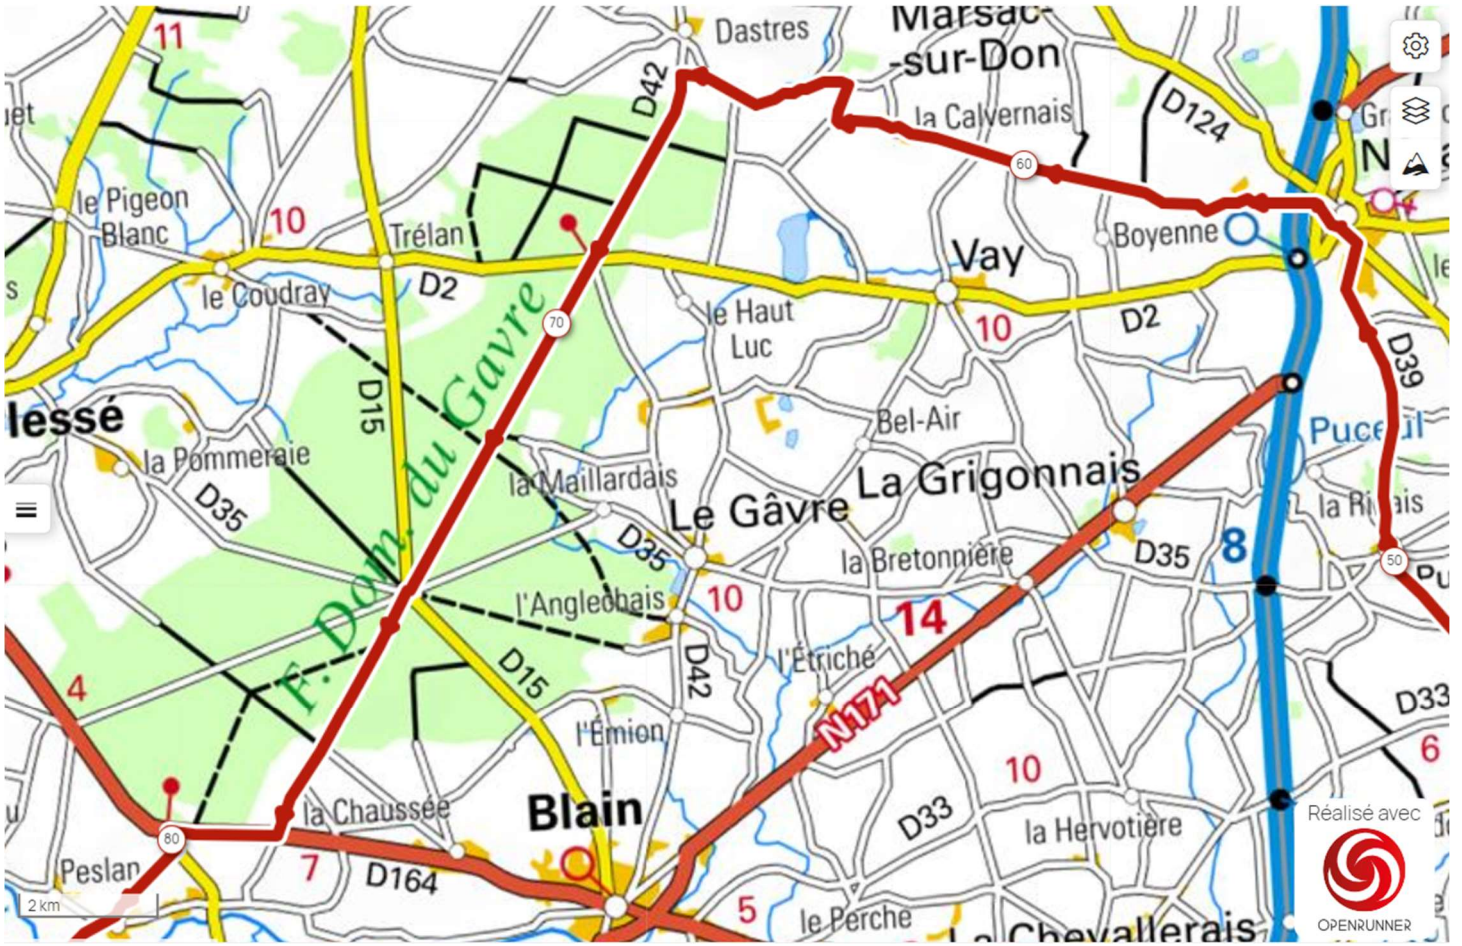 11
Dastres
Marsac-
-sur-Don
D42
la Calvernais
D124
60
le Pigeon
Blanc
10
Trélan
Boyenne
Vay
le Coudray
D2
le Haut
Luc
10
D2
70
D39
D15
lessé
Bel-Air
Puceul
la Pommeraie
la Maillardais
La Grigonnais
D35
Le Gâvre
F. Dom. du Gavre
D35
la Bretonnière
D35
8
50
l'Anglechais
10
14
4
D15
D42
l'Étriché
N171
D33
l'Émion
6
10
la Chaussée
Blain
D33
la Hervotière
Réalisé avec
80
Peslan
7
D164
2 km
5
le Perche
La Chevallerais
OPENRUNNER